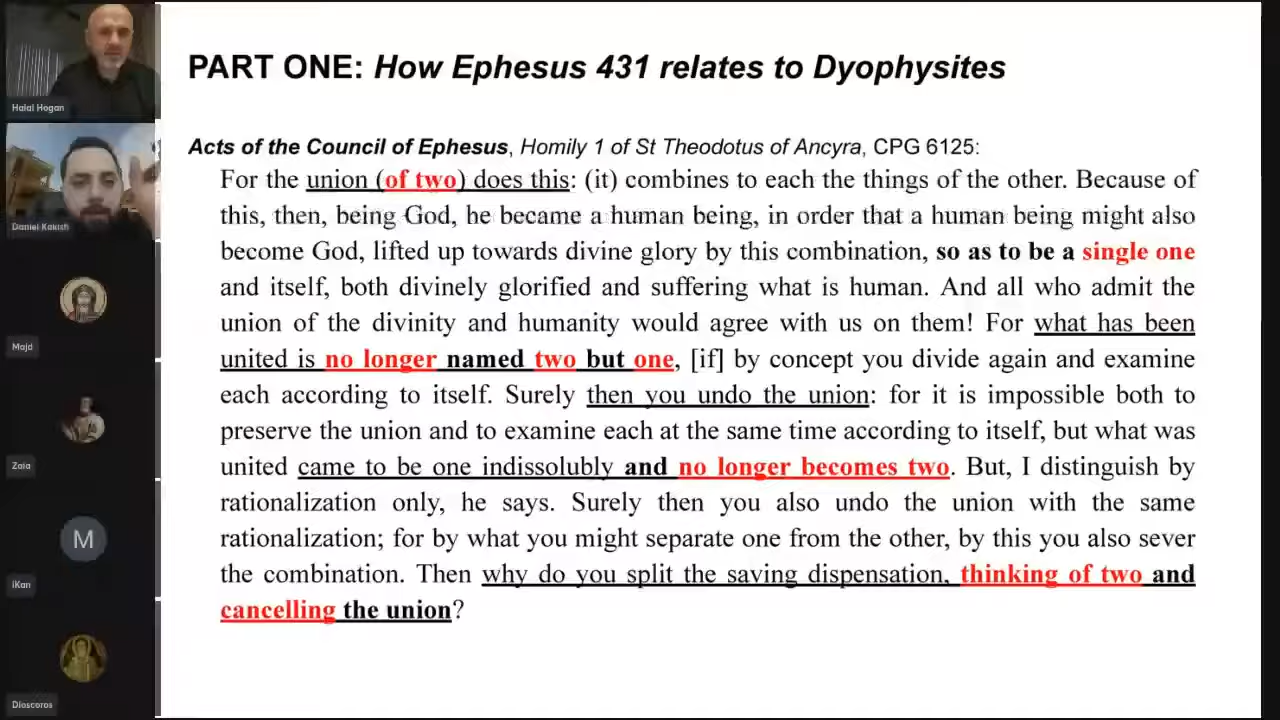 PART ONE: How Ephesus 431 relates to Dyophysites
Acts of the Council of Ephesus, Homily 1 of St Theodotus of Ancyra, CPG 6125:
For the union (of two) does this: (it) combines to each the things of the other. Because of
this, then, being God, he became a human being, in order that a human being might also
become God, lifted up towards divine glory by this combination, so as to be a single one
and itself, both divinely glorified and suffering what is human. And all who admit the
union of the divinity and humanity would agree with us on them! For what has been
united is no longer named two but one, [if] by concept you divide again and examine
each according to itself. Surely then you undo the union: for it is impossible both to
preserve the union and to examine each at the same time according to itself, but what was
united came to be one indissolubly and no longer becomes two. But, I distinguish by
rationalization only, he says. Surely then you also undo the union with the same
rationalization; for by what you might separate one from the other, by this you also sever
the combination. Then why do you split the saving dispensation, thinking of two and
cancelling the union?
Halal Hogan
Daniel Kakish
Majd
Zaia
M
iKan
Dioscoros